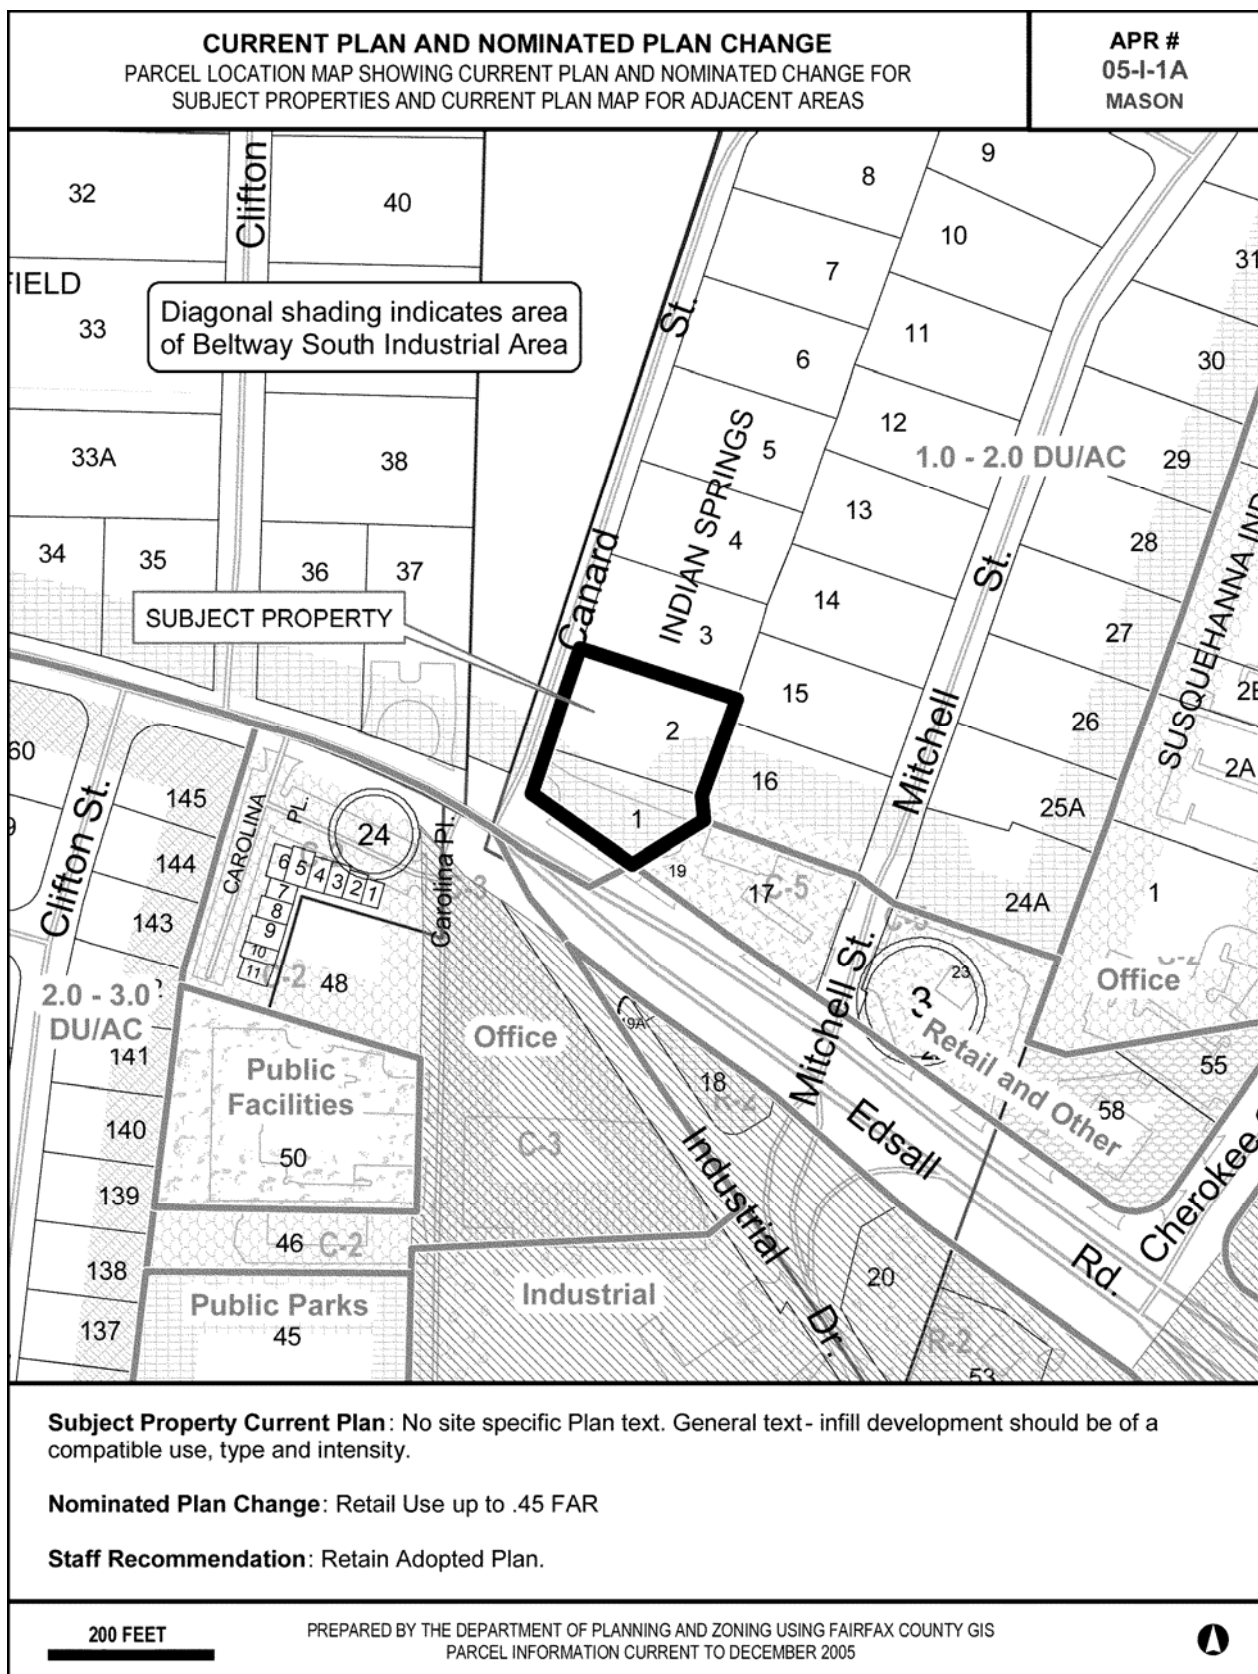 CURRENT PLAN AND NOMINATED PLAN CHANGE
PARCEL LOCATION MAP SHOWING CURRENT PLAN AND NOMINATED CHANGE FOR
SUBJECT PROPERTIES AND CURRENT PLAN MAP FOR ADJACENT AREAS
APR #
05-I-1A
MASON
32
Clifton
40
8
9
10
7
31
FIELD
33
Diagonal shading indicates area
of Beltway South Industrial Area
St.
11
6
30
33A
38
INDIAN SPRINGS
5
12
1.0 - 2.0 DU/AC
29
34
35
36
37
Canard
4
13
St.
28
SUSQUEHANNA IND
SUBJECT PROPERTY
3
14
27
2
15
Mitchell
26
2A
60
145
CAROLINA
PL.
24
16
25A
Clifton St.
144
6
5
4
3
2
1
Carolina Pl.
C-3
1
19
17
C-5
24A
1
143
7
8
9
10
11
C-2
48
Mitchell St.
23
Office
2.0 - 3.0
DU/AC
141
Public
Facilities
Office
9A
18
R-2
Retail and Other
55
58
140
50
C-3
Industrial
Dr.
Edsall
Rd.
Cherokee
139
46
C-2
138
Public Parks
45
137
Industrial
20
R-2
53
Subject Property Current Plan: No site specific Plan text. General text - infill development should be of a
compatible use, type and intensity.
Nominated Plan Change: Retail Use up to .45 FAR
Staff Recommendation: Retain Adopted Plan.
200 FEET
PREPARED BY THE DEPARTMENT OF PLANNING AND ZONING USING FAIRFAX COUNTY GIS
PARCEL INFORMATION CURRENT TO DECEMBER 2005